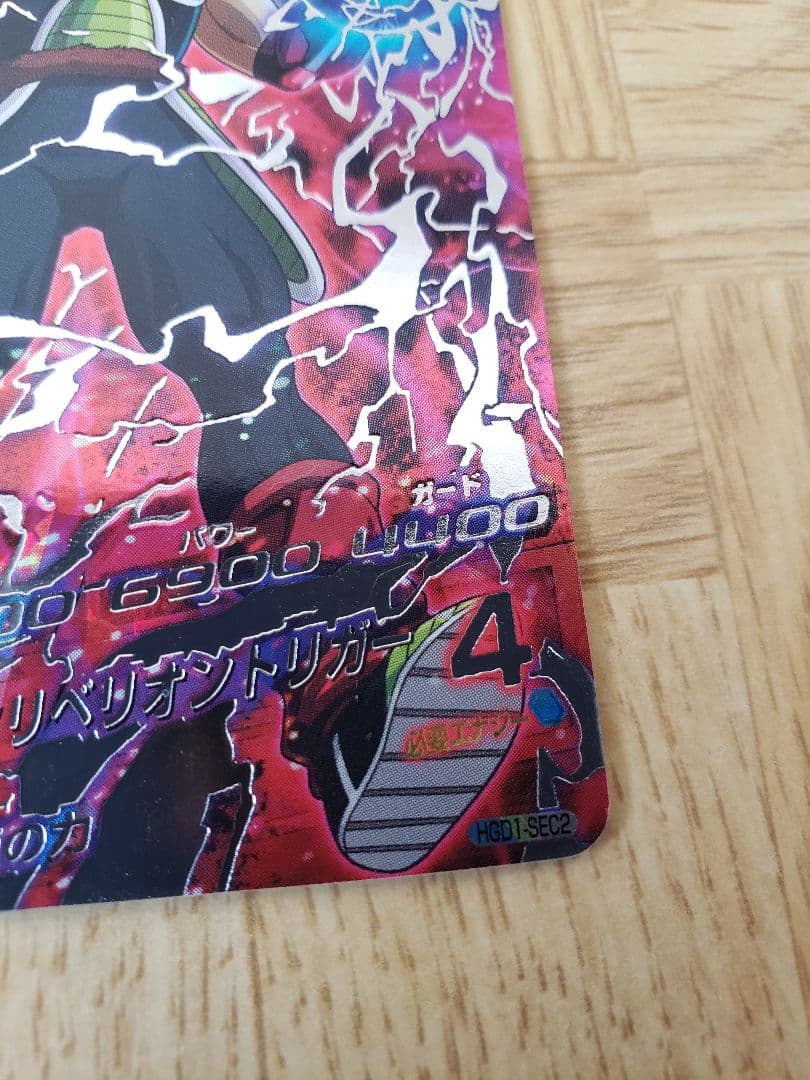 パワー ガード
00 6900 4400
リベリオントリガー 4
必要エナジー
の力
HGD1-SEC2